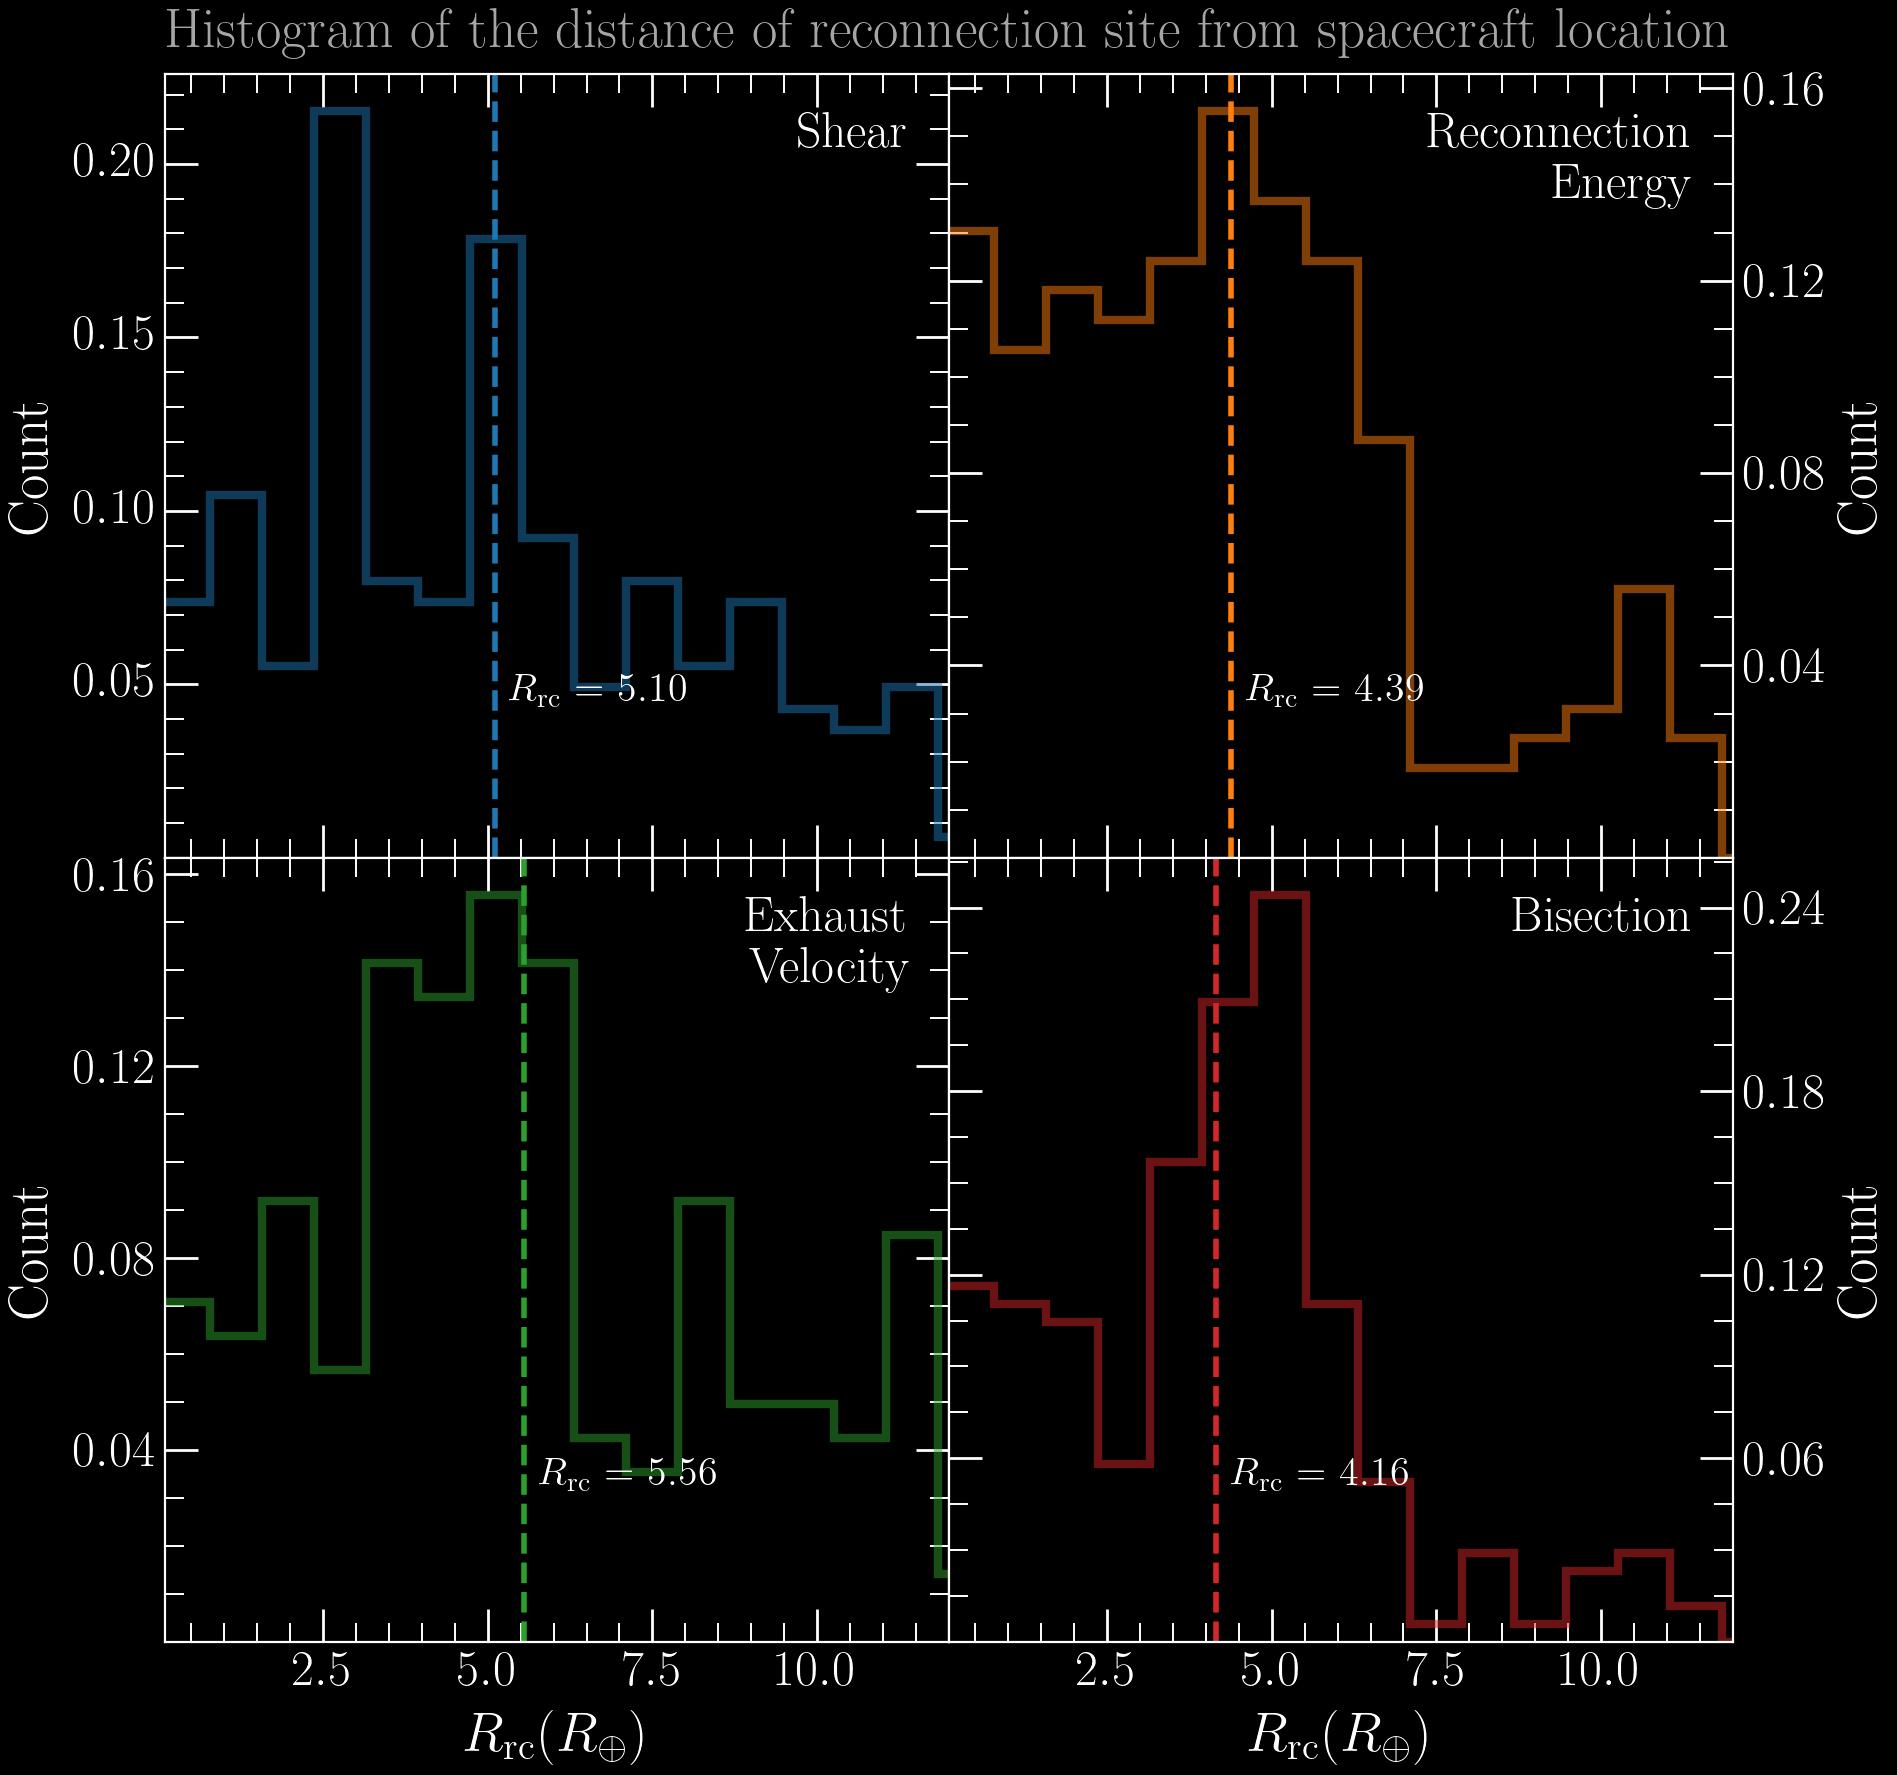 Histogram of the distance of reconnection site from spacecraft location
Shear
0.20
0.15
0.10
0.05
Count
R_rc = 5.10
Reconnection
Energy
0.16
0.12
0.08
0.04
Count
R_rc = 4.39
Exhaust
Velocity
0.16
0.12
0.08
0.04
Count
R_rc = 5.56
Bisection
0.24
0.18
0.12
0.06
Count
R_rc = 4.16
2.5 5.0 7.5 10.0
R_rc(R_⊕)
2.5 5.0 7.5 10.0
R_rc(R_⊕)